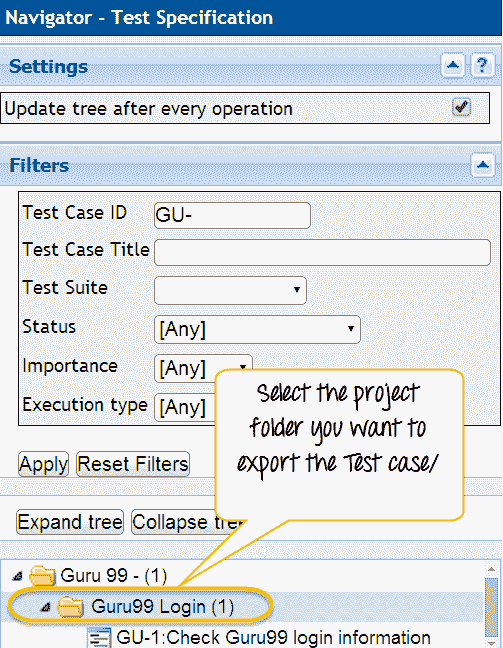 Navigator - Test Specification
Settings
?
Update tree after every operation
Filters
Test Case ID GU-
Test Case Title
Test Suite
Status [Any]
Importance [Any]
Execution type [Any]
Select the project
folder you want to
export the Test case/
Apply Reset Filters
Expand tree Collapse tre
Guru 99 - (1)
Guru99 Login (1)
GU-1:Check Guru99 login information